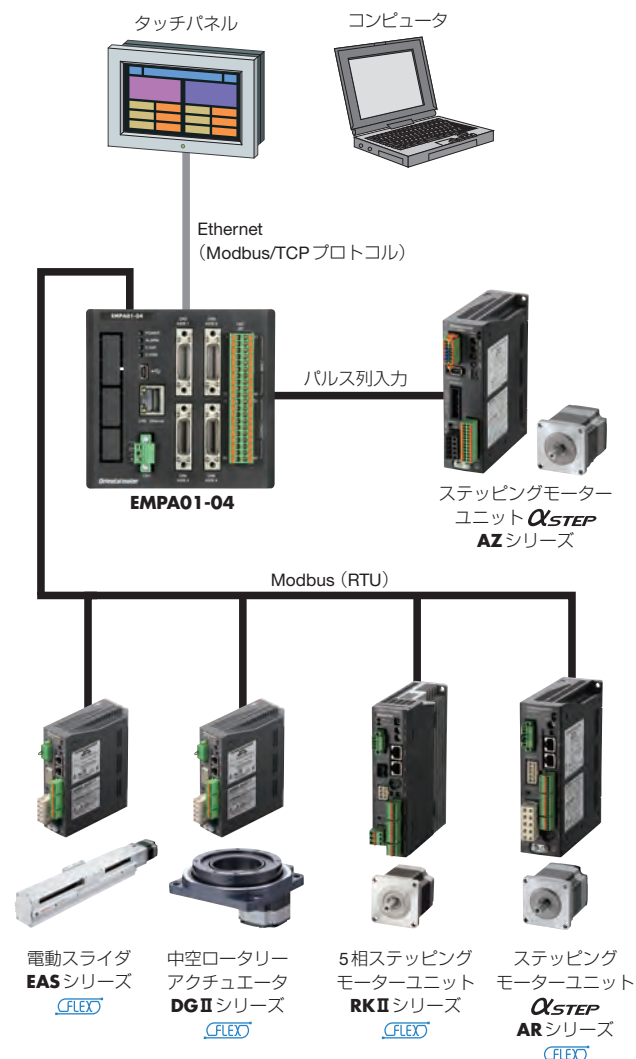 タッチパネル
コンピュータ
Ethernet
（Modbus/TCPプロトコル）
EMPA01-04
パルス列入力
EMPA01-04
ステッピングモーター
ユニット αSTEP
AZシリーズ
Modbus（RTU）
電動スライダ
EASシリーズ
FLEX
中空ロータリー
アクチュエータ
DGⅡシリーズ
FLEX
5相ステッピング
モーターユニット
RKⅡシリーズ
FLEX
ステッピング
モーターユニット
αSTEP
ARシリーズ
FLEX